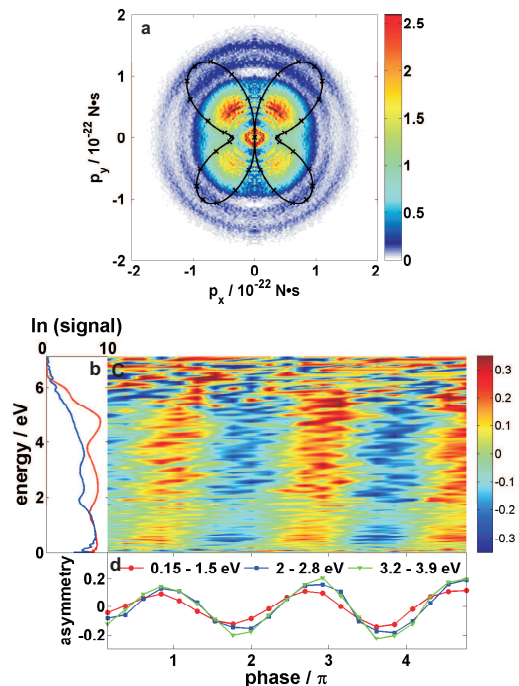 a
2
1
0
-1
-2
p_y / 10^-22 N•s
-2 -1 0 1 2
p_x / 10^-22 N•s
2.5
2
1.5
1
0.5
0
ln (signal)
0 10
b
C
6
4
2
0
energy / eV
0.3
0.2
0.1
0
-0.1
-0.2
-0.3
d
0.15 - 1.5 eV 2 - 2.8 eV 3.2 - 3.9 eV
0.2
0
-0.2
asymmetry
1 2 3 4
phase / π